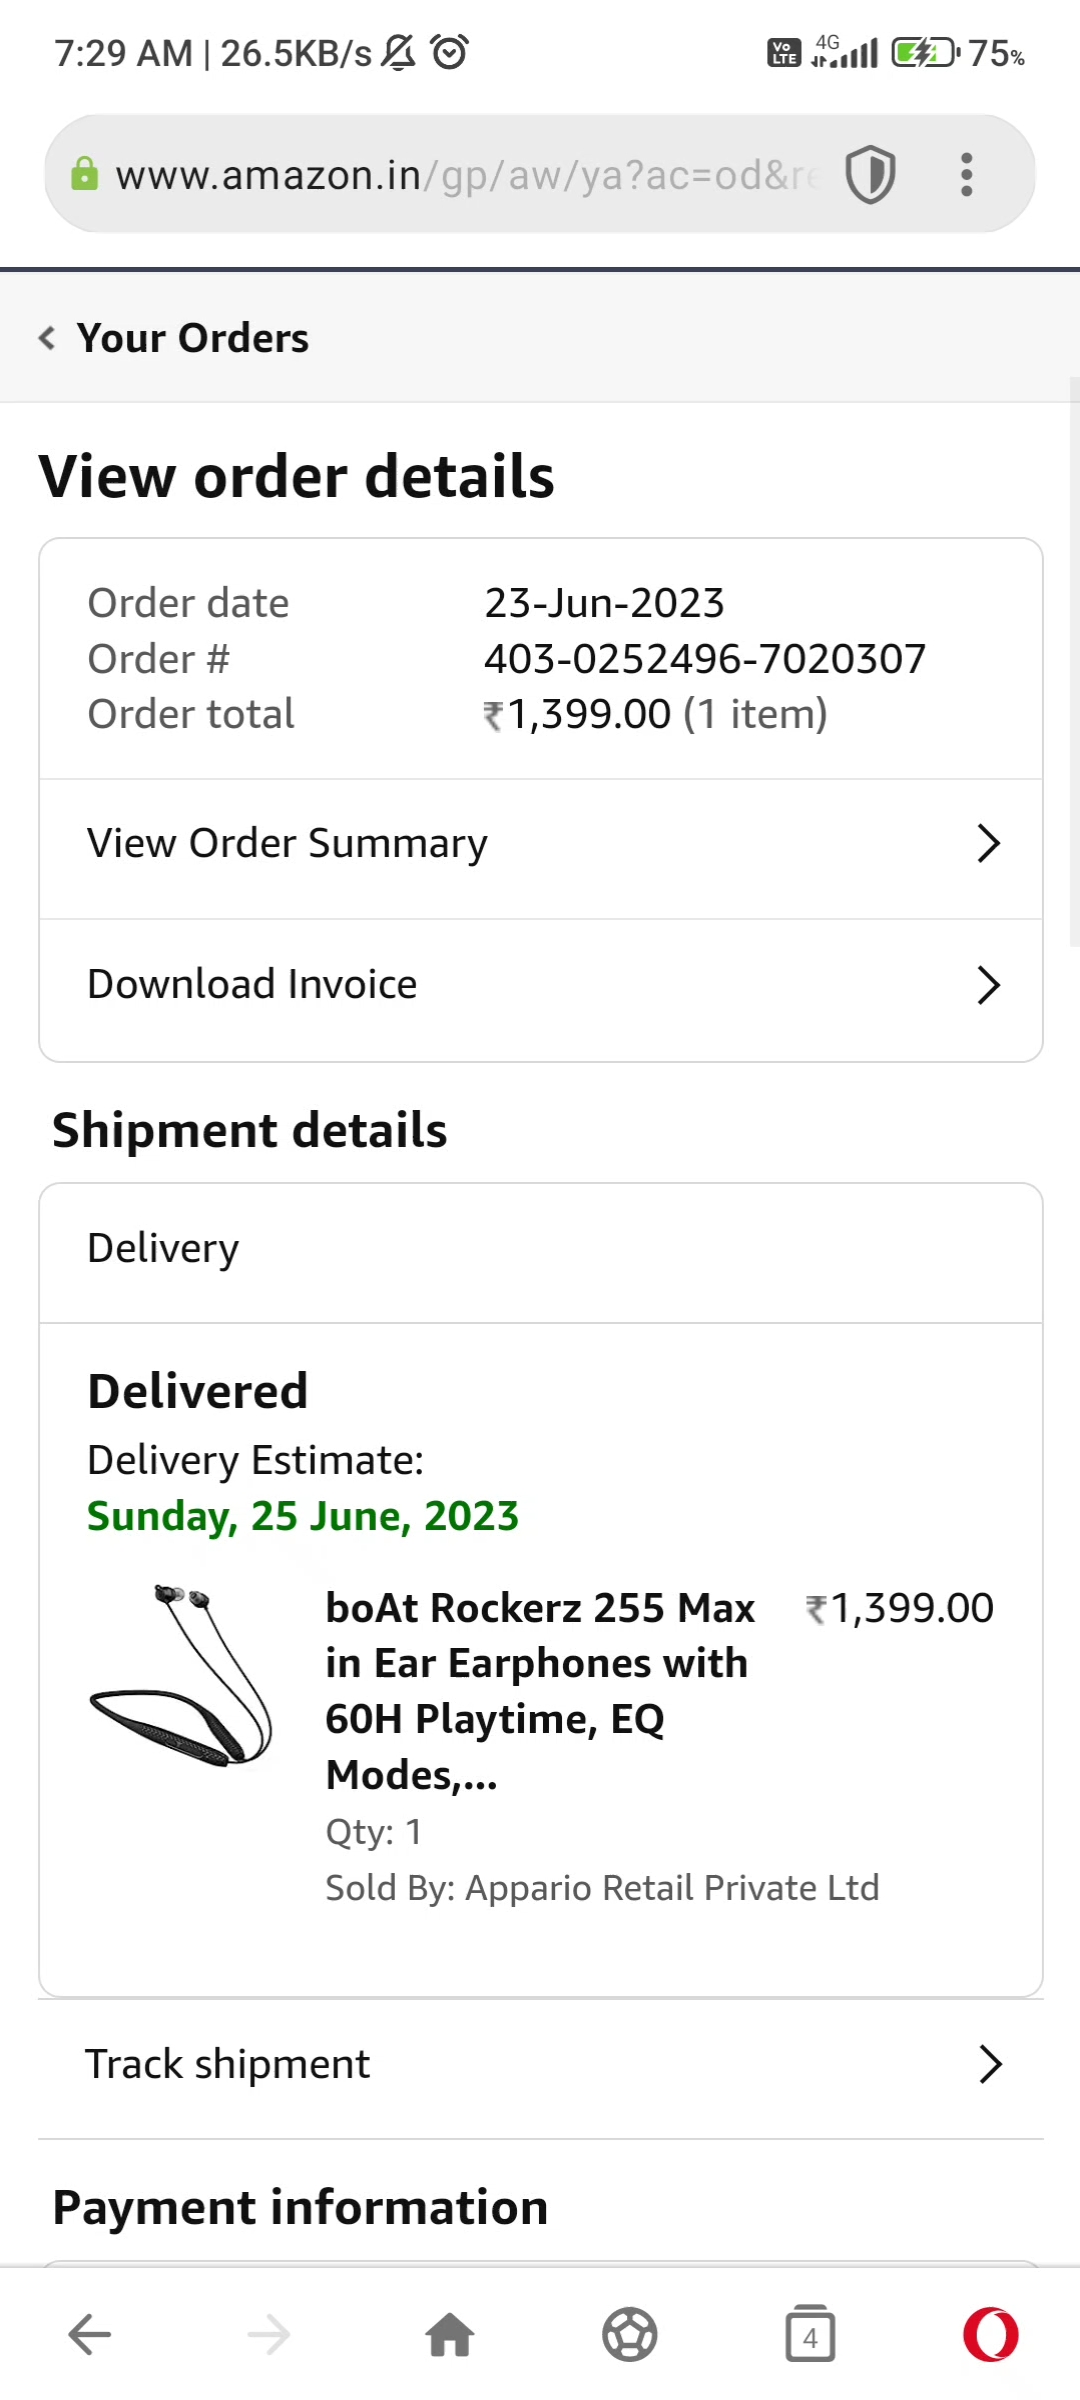 7:29 AM | 26.5KB/s
Vo LTE 4G 75%
www.amazon.in/gp/aw/ya?ac=od&re
Your Orders
View order details
Order date 23-Jun-2023
Order # 403-0252496-7020307
Order total ₹1,399.00 (1 item)
View Order Summary
Download Invoice
Shipment details
Delivery
Delivered
Delivery Estimate:
Sunday, 25 June, 2023
boAt Rockerz 255 Max ₹1,399.00
in Ear Earphones with
60H Playtime, EQ
Modes,...
Qty: 1
Sold By: Appario Retail Private Ltd
Track shipment
Payment information
4